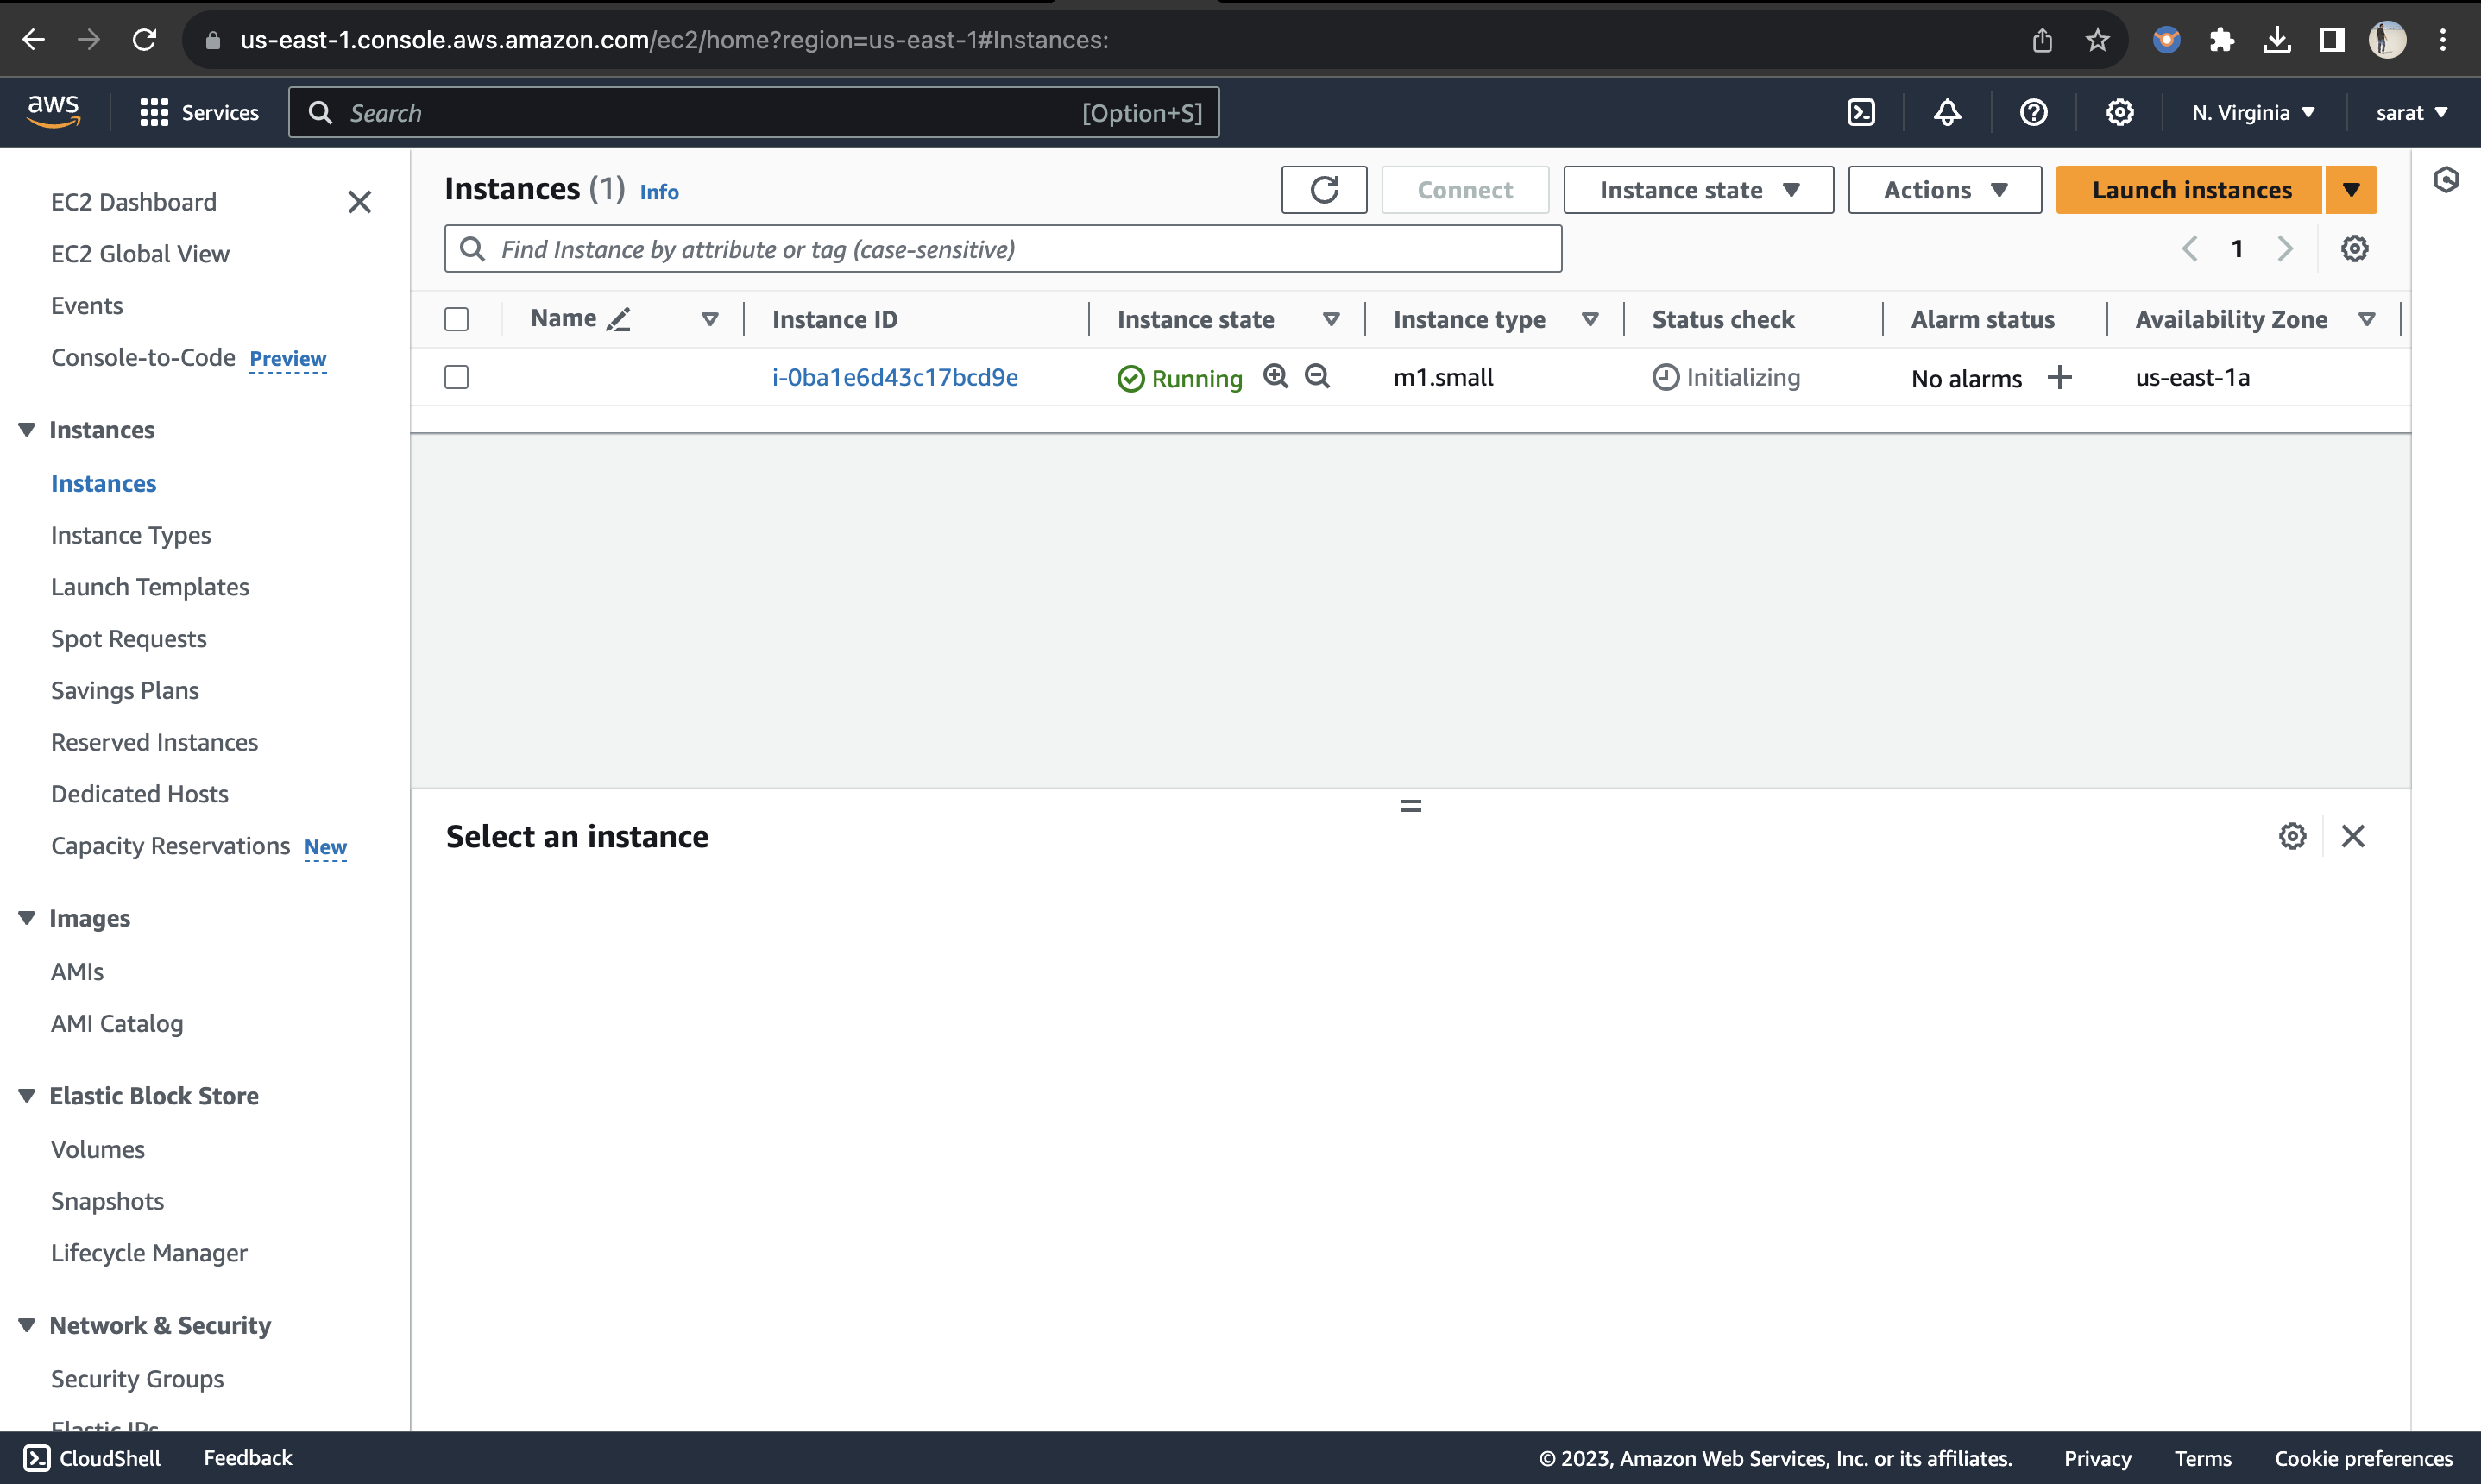 us-east-1.console.aws.amazon.com/ec2/home?region=us-east-1#Instances:
aws
Services
Search
[Option+S]
N. Virginia
sarat
EC2 Dashboard
EC2 Global View
Events
Console-to-Code Preview
Instances
Instances
Instance Types
Launch Templates
Spot Requests
Savings Plans
Reserved Instances
Dedicated Hosts
Capacity Reservations New
Images
AMIs
AMI Catalog
Elastic Block Store
Volumes
Snapshots
Lifecycle Manager
Network & Security
Security Groups
Elastic IPs
Instances (1) Info
Connect
Instance state
Actions
Launch instances
Find Instance by attribute or tag (case-sensitive)
1
Name Instance ID Instance state Instance type Status check Alarm status Availability Zone
i-0ba1e6d43c17bcd9e Running m1.small Initializing No alarms us-east-1a
Select an instance
CloudShell Feedback © 2023, Amazon Web Services, Inc. or its affiliates. Privacy Terms Cookie preferences